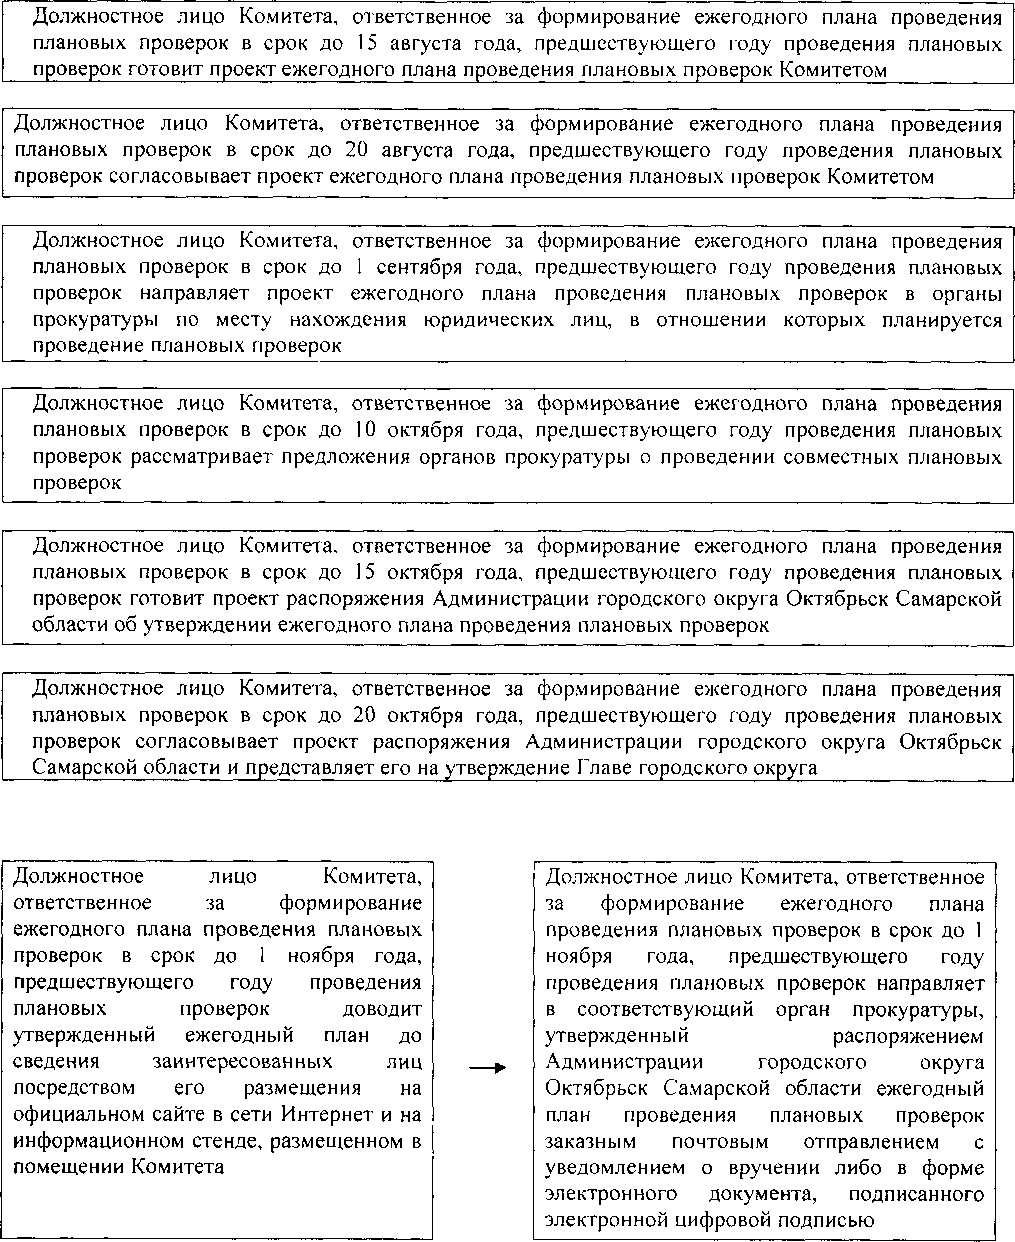 Должностное лицо Комитета, ответственное за формирование ежегодного плана проведения
плановых проверок в срок до 15 августа года, предшествующего году проведения плановых
проверок готовит проект ежегодного плана проведения плановых проверок Комитетом
Должностное лицо Комитета, ответственное за формирование ежегодного плана проведения
плановых проверок в срок до 20 августа года, предшествующего году проведения плановых
проверок согласовывает проект ежегодного плана проведения плановых проверок Комитетом
Должностное лицо Комитета, ответственное за формирование ежегодного плана проведения
плановых проверок в срок до 1 сентября года, предшествующего году проведения плановых
проверок направляет проект ежегодного плана проведения плановых проверок в органы
прокуратуры по месту нахождения юридических лиц, в отношении которых планируется
проведение плановых проверок
Должностное лицо Комитета, ответственное за формирование ежегодного плана проведения
плановых проверок в срок до 10 октября года, предшествующего году проведения плановых
проверок рассматривает предложения органов прокуратуры о проведении совместных плановых
проверок
Должностное лицо Комитета, ответственное за формирование ежегодного плана проведения
плановых проверок в срок до 15 октября года, предшествующего году проведения плановых
проверок готовит проект распоряжения Администрации городского округа Октябрьск Самарской
области об утверждении ежегодного плана проведения плановых проверок
Должностное лицо Комитета, ответственное за формирование ежегодного плана проведения
плановых проверок в срок до 20 октября года, предшествующего году проведения плановых
проверок согласовывает проект распоряжения Администрации городского округа Октябрьск
Самарской области и представляет его на утверждение Главе городского округа
Должностное лицо Комитета,
ответственное за формирование
ежегодного плана проведения плановых
проверок в срок до 1 ноября года,
предшествующего году проведения
плановых проверок доводит
утвержденный ежегодный план до
сведения заинтересованных лиц
посредством его размещения на
официальном сайте в сети Интернет и на
информационном стенде, размещенном в
помещении Комитета
Должностное лицо Комитета, ответственное
за формирование ежегодного плана
проведения плановых проверок в срок до 1
ноября года, предшествующего году
проведения плановых проверок направляет
в соответствующий орган прокуратуры,
утвержденный распоряжением
Администрации городского округа
Октябрьск Самарской области ежегодный
план проведения плановых проверок
заказным почтовым отправлением с
уведомлением о вручении либо в форме
электронного документа, подписанного
электронной цифровой подписью